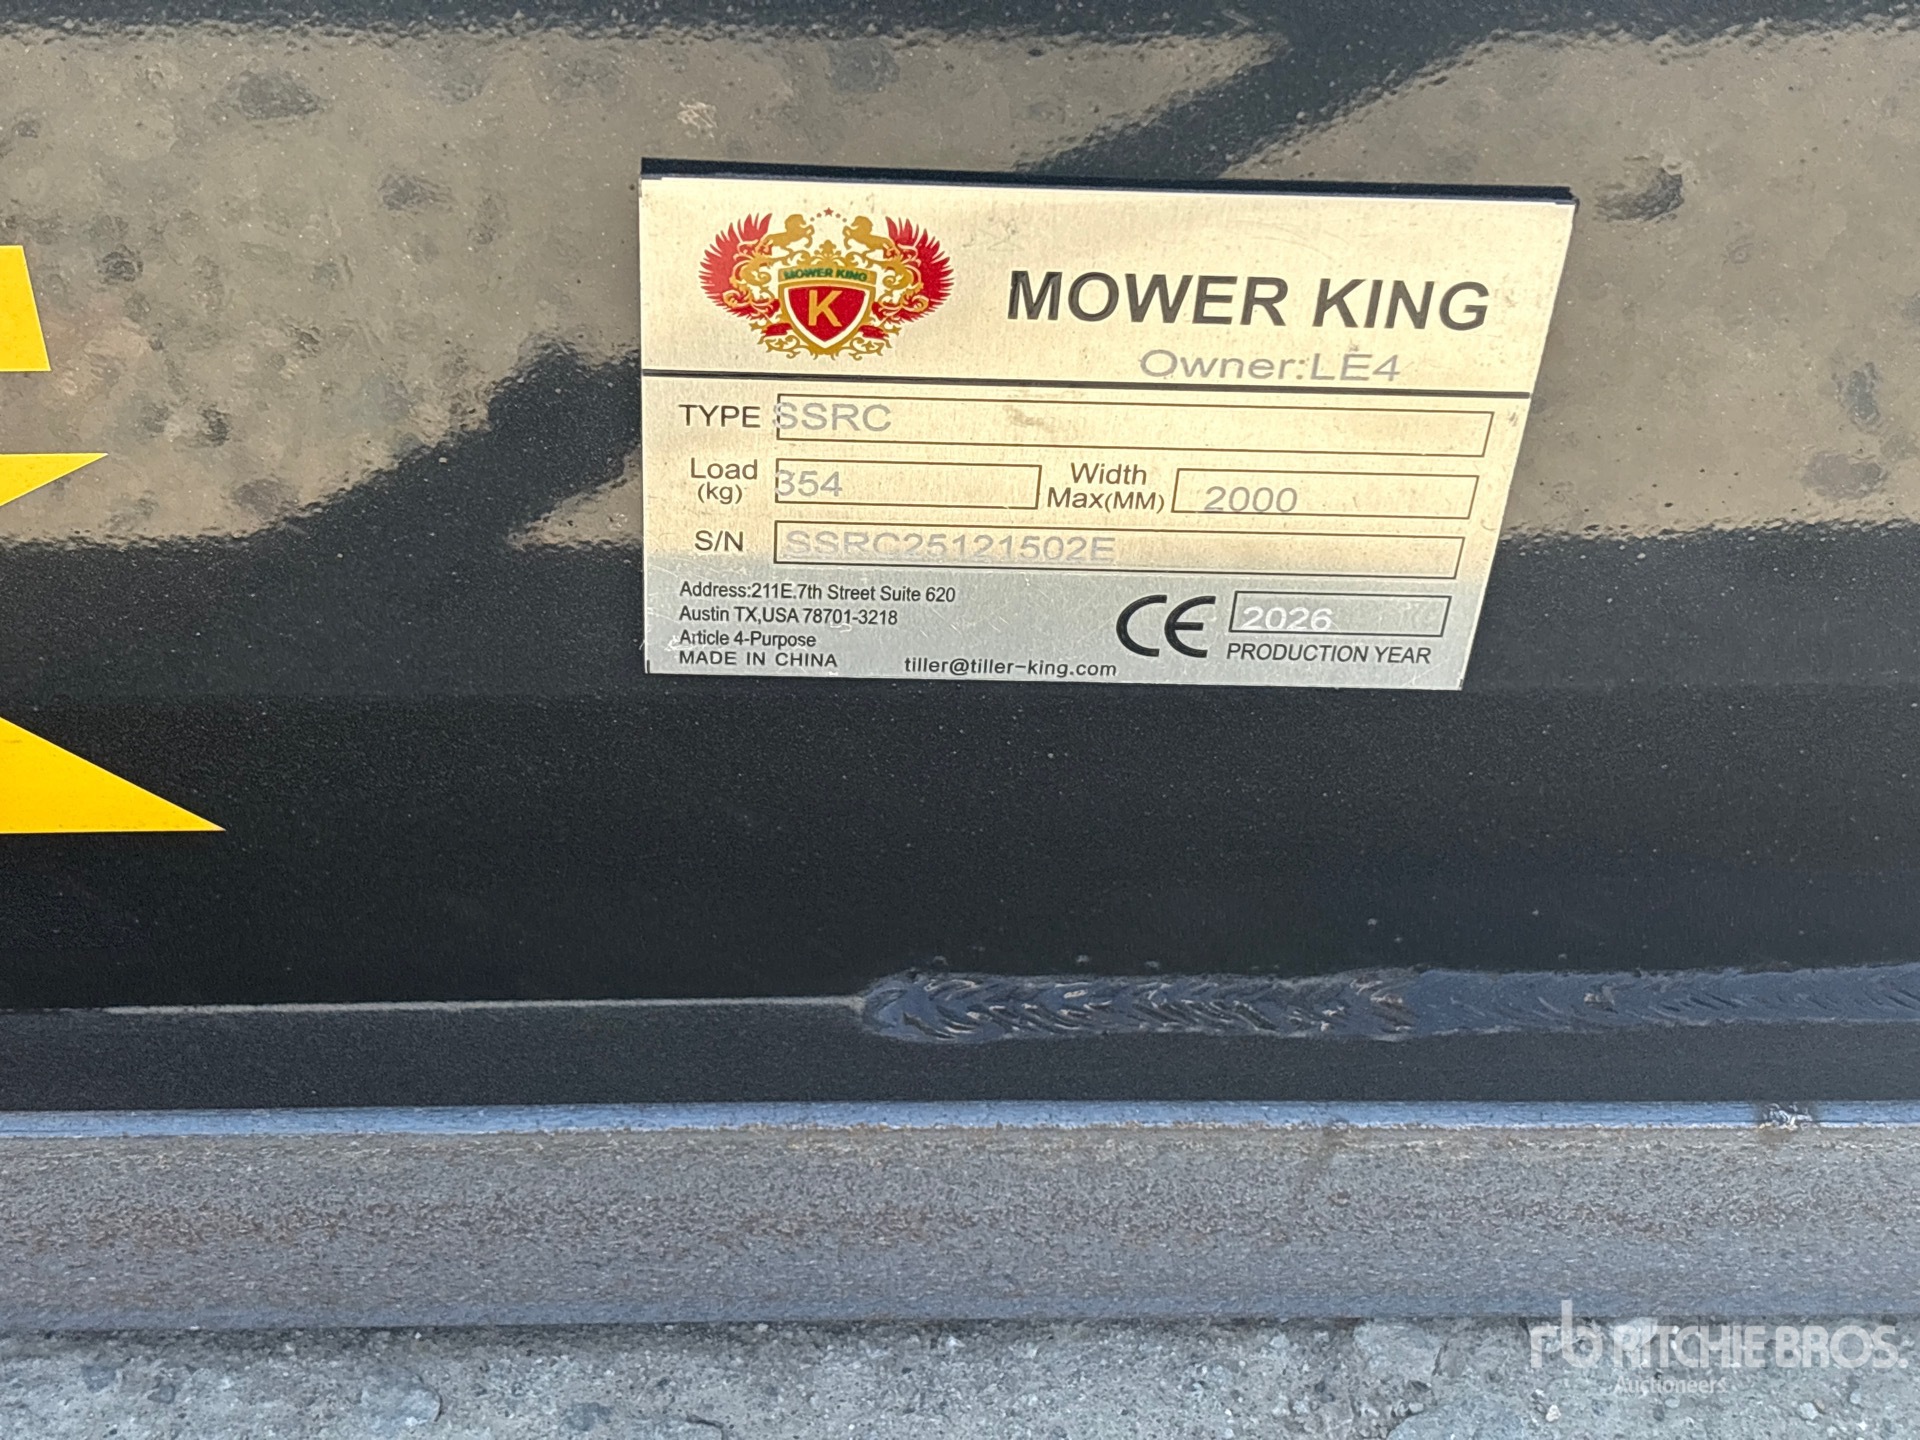 MOWER KING
K
MOWER KING
Owner:LE4
TYPE SSRC
Load (kg) 354 Width Max(MM) 2000
S/N SSRC25121502E
Address:211E.7th Street Suite 620
Austin TX,USA 78701-3218
Article 4-Purpose
MADE IN CHINA
tiller@tiller-king.com
CE 2026
PRODUCTION YEAR
rb RITCHIE BROS.
Auctioneers